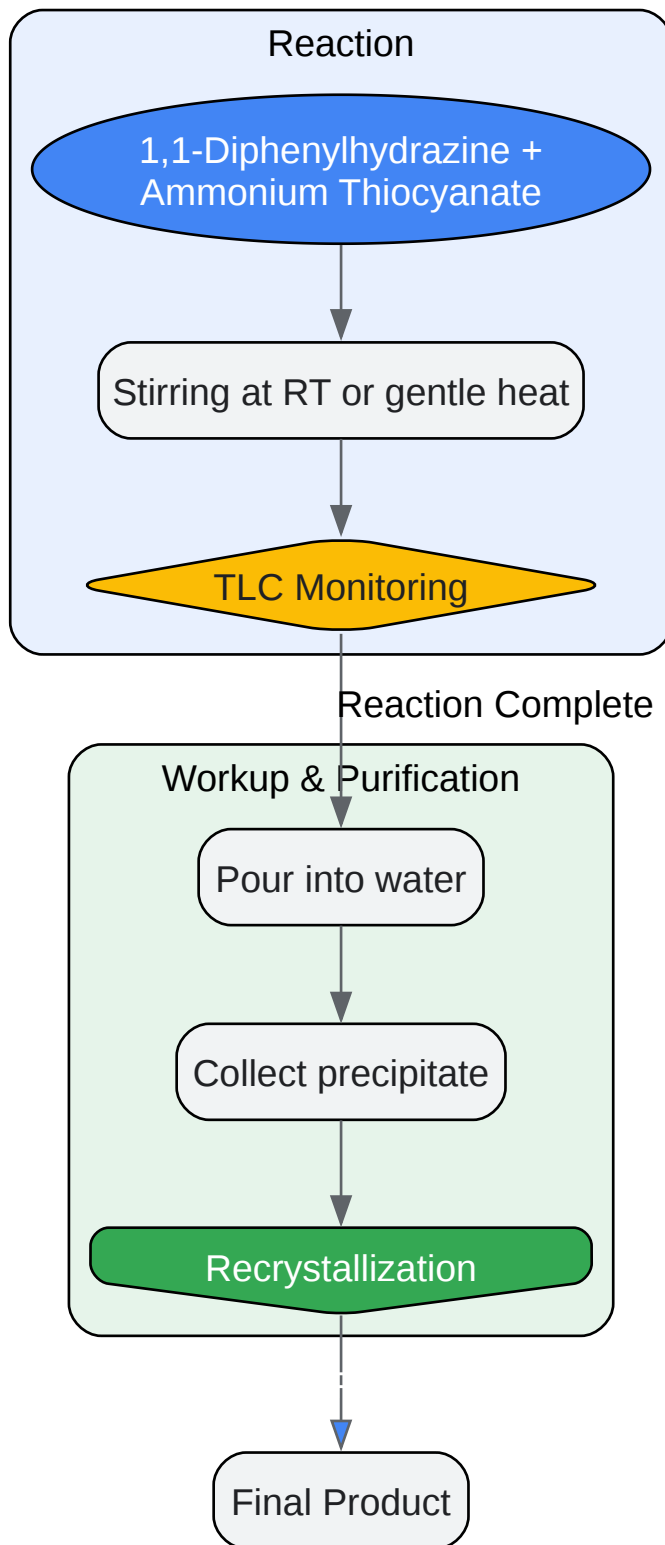 Reaction
1,1-Diphenylhydrazine +
Ammonium Thiocyanate
Stirring at RT or gentle heat
TLC Monitoring
Reaction Complete
Workup & Purification
Pour into water
Collect precipitate
Recrystallization
Final Product